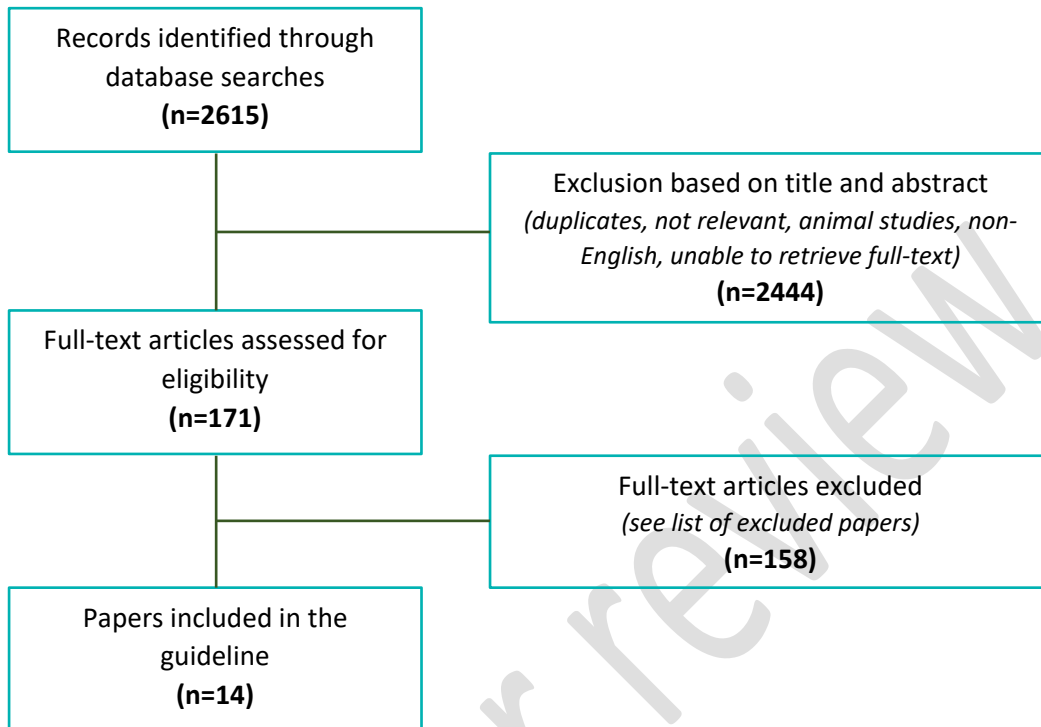 Records identified through
database searches
(n=2615)
Exclusion based on title and abstract
(duplicates, not relevant, animal studies, non-
English, unable to retrieve full-text)
(n=2444)
Full-text articles assessed for
eligibility
(n=171)
Full-text articles excluded
(see list of excluded papers)
(n=158)
Papers included in the
guideline
(n=14)
r review